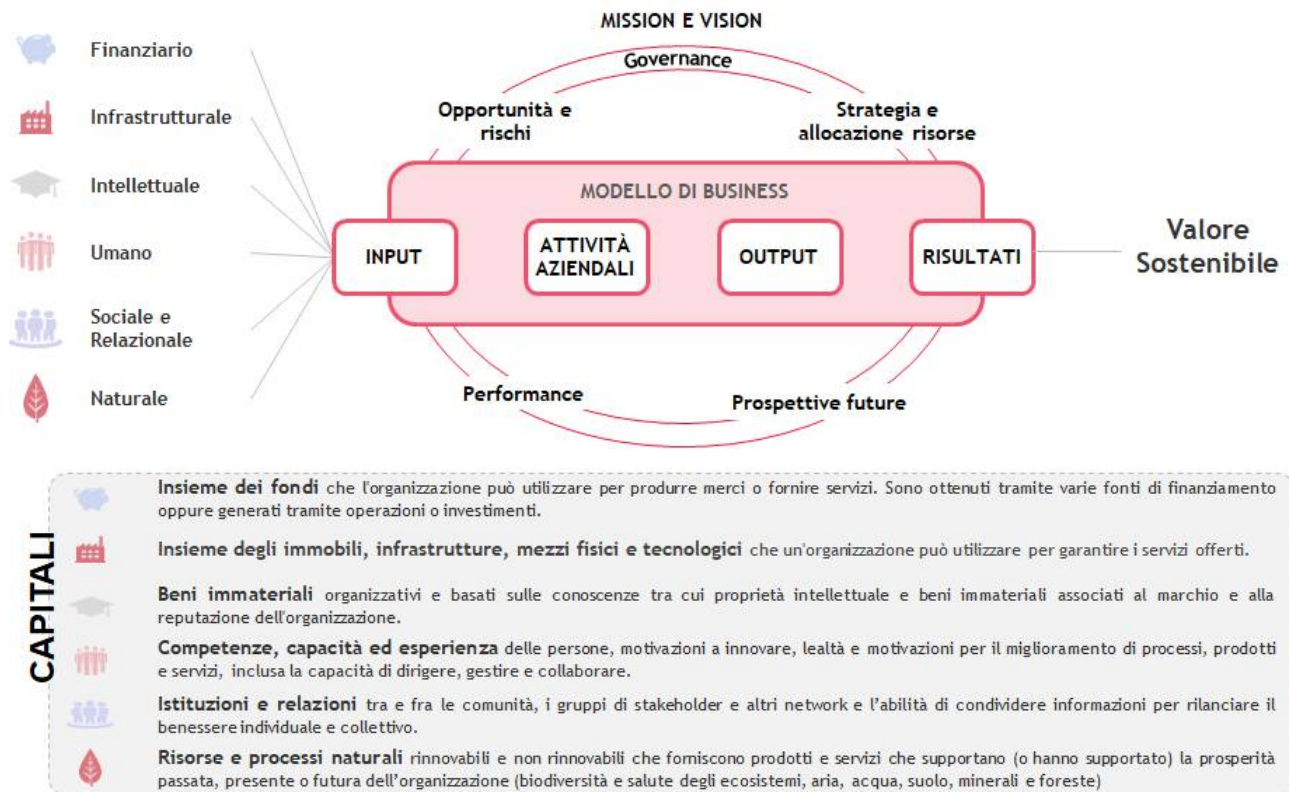 MISSION E VISION
Governance
Opportunità e
rischi
Strategia e
allocazione risorse
Finanziario
Infrastrutturale
Intellettuale
Umano
Sociale e
Relazionale
Naturale
MODELLO DI BUSINESS
INPUT
ATTIVITÀ
AZIENDALI
OUTPUT
RISULTATI
Valore
Sostenibile
Performance
Prospettive future
CAPITALI
Insieme dei fondi che l'organizzazione può utilizzare per produrre merci o fornire servizi. Sono ottenuti tramite varie fonti di finanziamento
oppure generati tramite operazioni o investimenti.
Insieme degli immobili, infrastrutture, mezzi fisici e tecnologici che un'organizzazione può utilizzare per garantire i servizi offerti.
Beni immateriali organizzativi e basati sulle conoscenze tra cui proprietà intellettuale e beni immateriali associati al marchio e alla
reputazione dell'organizzazione.
Competenze, capacità ed esperienza delle persone, motivazioni a innovare, lealtà e motivazioni per il miglioramento di processi, prodotti
e servizi, inclusa la capacità di dirigere, gestire e collaborare.
Istituzioni e relazioni tra e fra le comunità, i gruppi di stakeholder e altri network e l'abilità di condividere informazioni per rilanciare il
benessere individuale e collettivo.
Risorse e processi naturali rinnovabili e non rinnovabili che forniscono prodotti e servizi che supportano (o hanno supportato) la prosperità
passata, presente o futura dell'organizzazione (biodiversità e salute degli ecosistemi, aria, acqua, suolo, minerali e foreste)